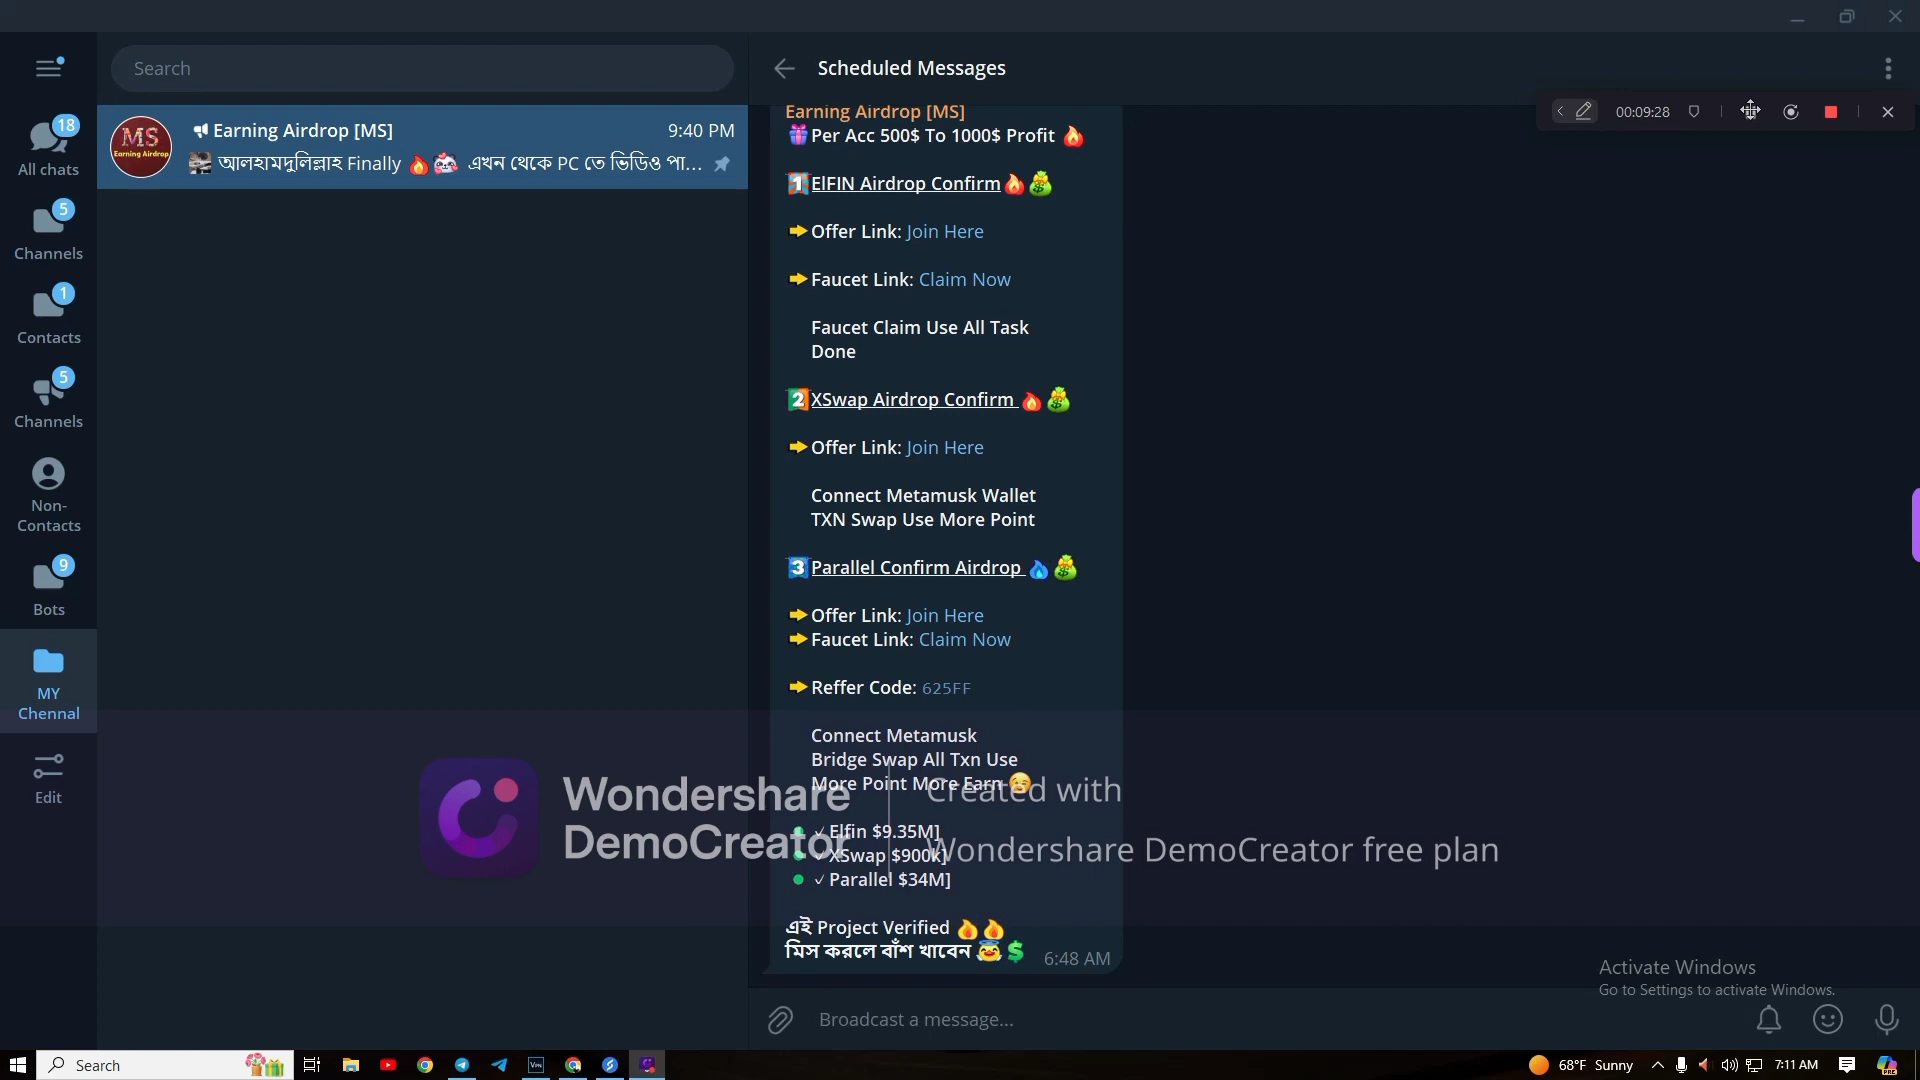 Search
Scheduled Messages
18
All chats
5
Channels
1
Contacts
5
Channels
Non-
Contacts
9
Bots
MY
Chennal
Edit
MS
Earning Airdrop
Earning Airdrop [MS]
9:40 PM
আলহামদুলিল্লাহ Finally 🔥 এখন থেকে PC তে ভিডিও পা...
00:09:28
Earning Airdrop [MS]
🎁Per Acc 500$ To 1000$ Profit 🔥
1 ElFIN Airdrop Confirm🔥💰
➡Offer Link: Join Here
➡Faucet Link: Claim Now
Faucet Claim Use All Task
Done
2 XSwap Airdrop Confirm 🔥💰
➡Offer Link: Join Here
Connect Metamusk Wallet
TXN Swap Use More Point
3 Parallel Confirm Airdrop 💰
➡Offer Link: Join Here
➡Faucet Link: Claim Now
➡Reffer Code: 625FF
Connect Metamusk
Bridge Swap All Txn Use
More Point More Earn
✓ Elfin $9.35M]
✓ XSwap $900k]
✓ Parallel $34M]
এই Project Verified 🔥🔥
মিস করলে বাঁশ খাবেন 💲
6:48 AM
Wondershare
DemoCreator
Created with
Wondershare DemoCreator free plan
Activate Windows
Go to Settings to activate Windows.
Broadcast a message...
Search
68°F Sunny
7:11 AM